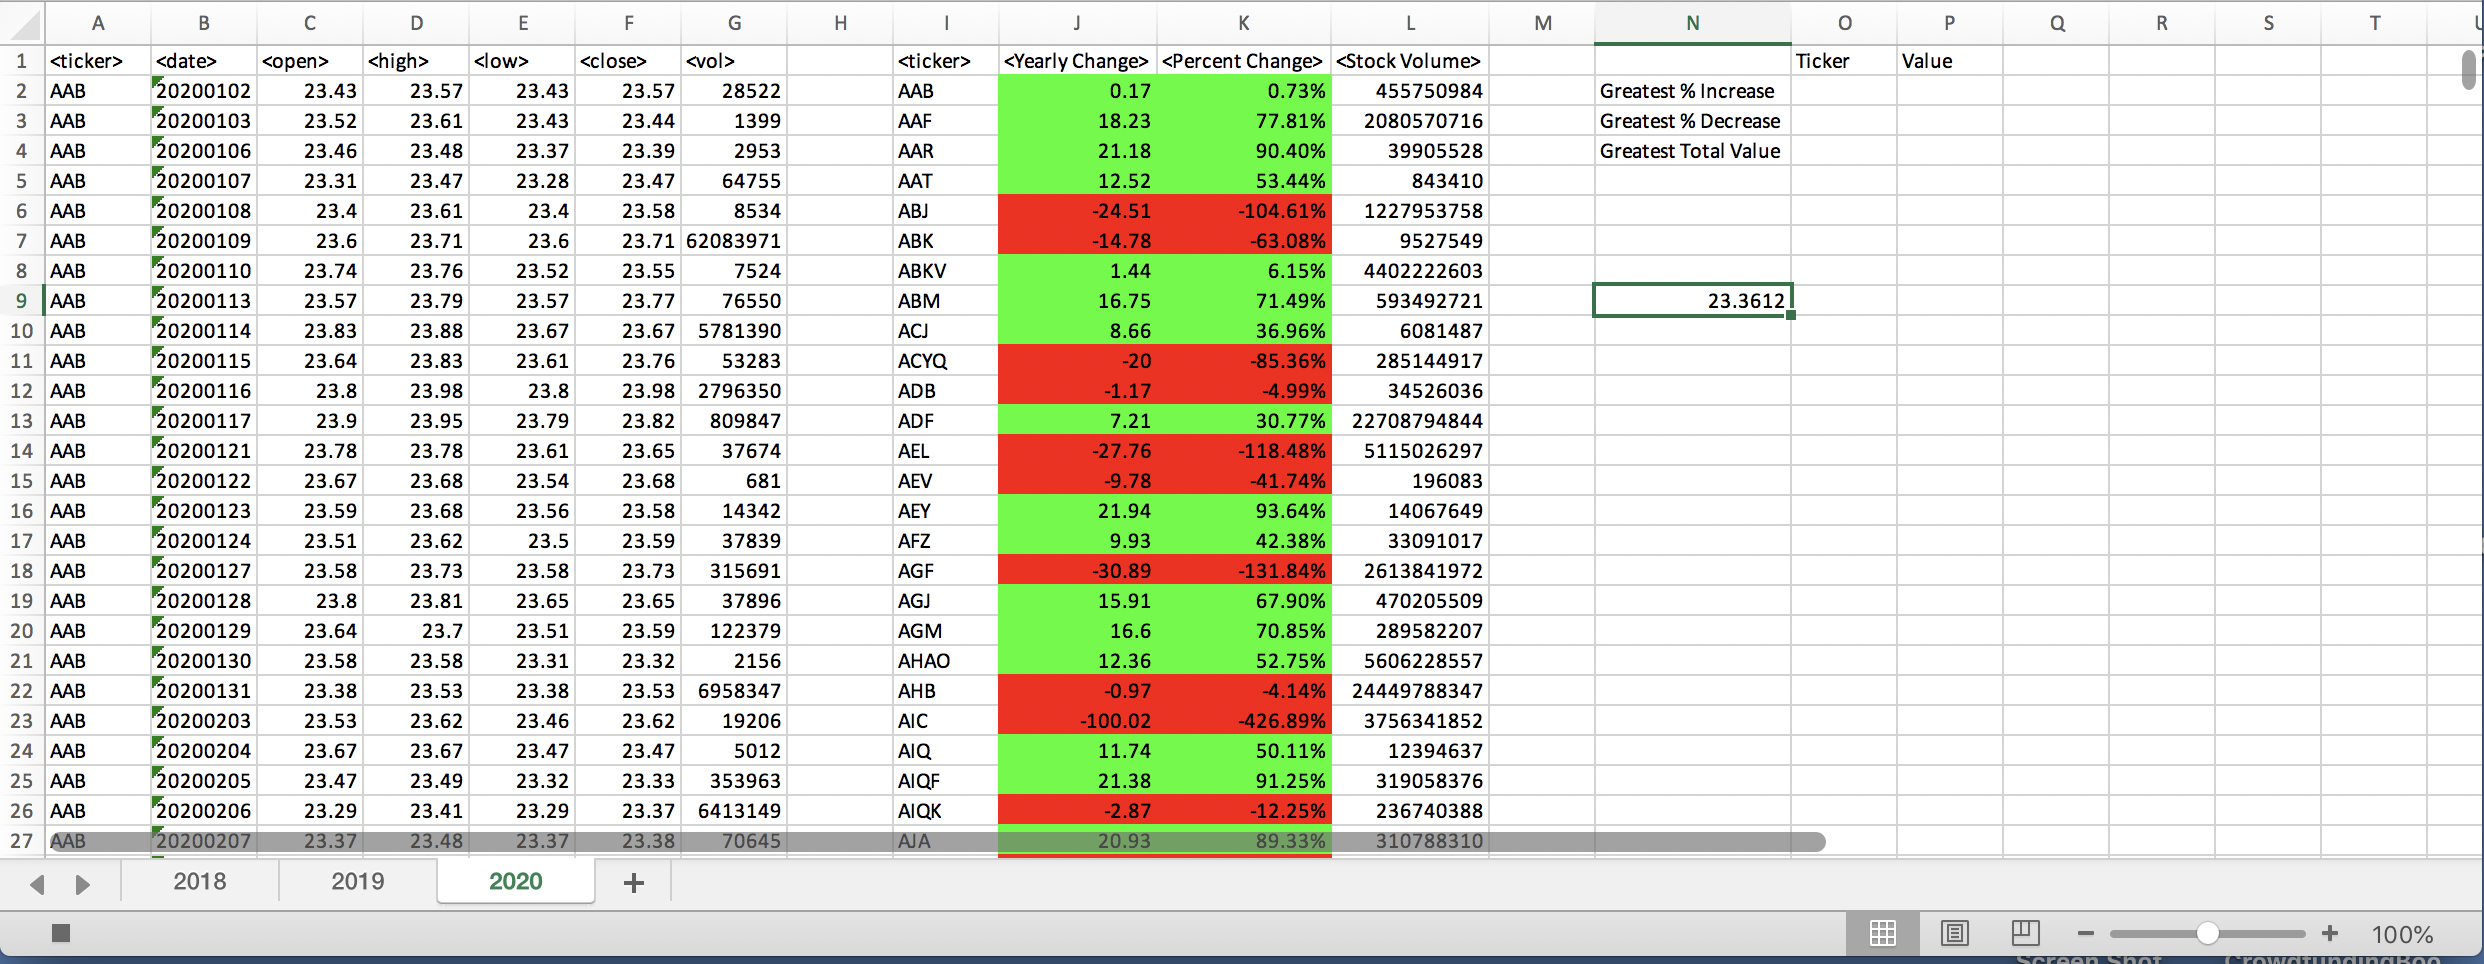 A B C D E F G H I J K L M N O P Q R S T
1 <ticker> <date> <open> <high> <low> <close> <vol> <ticker> <Yearly Change> <Percent Change> <Stock Volume> Ticker Value
2 AAB 20200102 23.43 23.57 23.43 23.57 28522 AAB 0.17 0.73% 455750984 Greatest % Increase
3 AAB 20200103 23.52 23.61 23.43 23.44 1399 AAF 18.23 77.81% 2080570716 Greatest % Decrease
4 AAB 20200106 23.46 23.48 23.37 23.39 2953 AAR 21.18 90.40% 39905528 Greatest Total Value
5 AAB 20200107 23.31 23.47 23.28 23.47 64755 AAT 12.52 53.44% 843410
6 AAB 20200108 23.4 23.61 23.4 23.58 8534 ABJ -24.51 -104.61% 1227953758
7 AAB 20200109 23.6 23.71 23.6 23.71 62083971 ABK -14.78 -63.08% 9527549
8 AAB 20200110 23.74 23.76 23.52 23.55 7524 ABKV 1.44 6.15% 4402222603
9 AAB 20200113 23.57 23.79 23.57 23.77 76550 ABM 16.75 71.49% 593492721 23.3612
10 AAB 20200114 23.83 23.88 23.67 23.67 5781390 ACJ 8.66 36.96% 6081487
11 AAB 20200115 23.64 23.83 23.61 23.76 53283 ACYQ -20 -85.36% 285144917
12 AAB 20200116 23.8 23.98 23.8 23.98 2796350 ADB -1.17 -4.99% 34526036
13 AAB 20200117 23.9 23.95 23.79 23.82 809847 ADF 7.21 30.77% 22708794844
14 AAB 20200121 23.78 23.78 23.61 23.65 37674 AEL -27.76 -118.48% 5115026297
15 AAB 20200122 23.67 23.68 23.54 23.68 681 AEV -9.78 -41.74% 196083
16 AAB 20200123 23.59 23.68 23.56 23.58 14342 AEY 21.94 93.64% 14067649
17 AAB 20200124 23.51 23.62 23.5 23.59 37839 AFZ 9.93 42.38% 33091017
18 AAB 20200127 23.58 23.73 23.58 23.73 315691 AGF -30.89 -131.84% 2613841972
19 AAB 20200128 23.8 23.81 23.65 23.65 37896 AGJ 15.91 67.90% 470205509
20 AAB 20200129 23.64 23.7 23.51 23.59 122379 AGM 16.6 70.85% 289582207
21 AAB 20200130 23.58 23.58 23.31 23.32 2156 AHAO 12.36 52.75% 5606228557
22 AAB 20200131 23.38 23.53 23.38 23.53 6958347 AHB -0.97 -4.14% 24449788347
23 AAB 20200203 23.53 23.62 23.46 23.62 19206 AIC -100.02 -426.89% 3756341852
24 AAB 20200204 23.67 23.67 23.47 23.47 5012 AIQ 11.74 50.11% 12394637
25 AAB 20200205 23.47 23.49 23.32 23.33 353963 AIQF 21.38 91.25% 319058376
26 AAB 20200206 23.29 23.41 23.29 23.37 6413149 AIQK -2.87 -12.25% 236740388
27 AAB 20200207 23.37 23.48 23.37 23.38 70645 AJA 20.93 89.33% 310788310
2018 2019 2020
100%